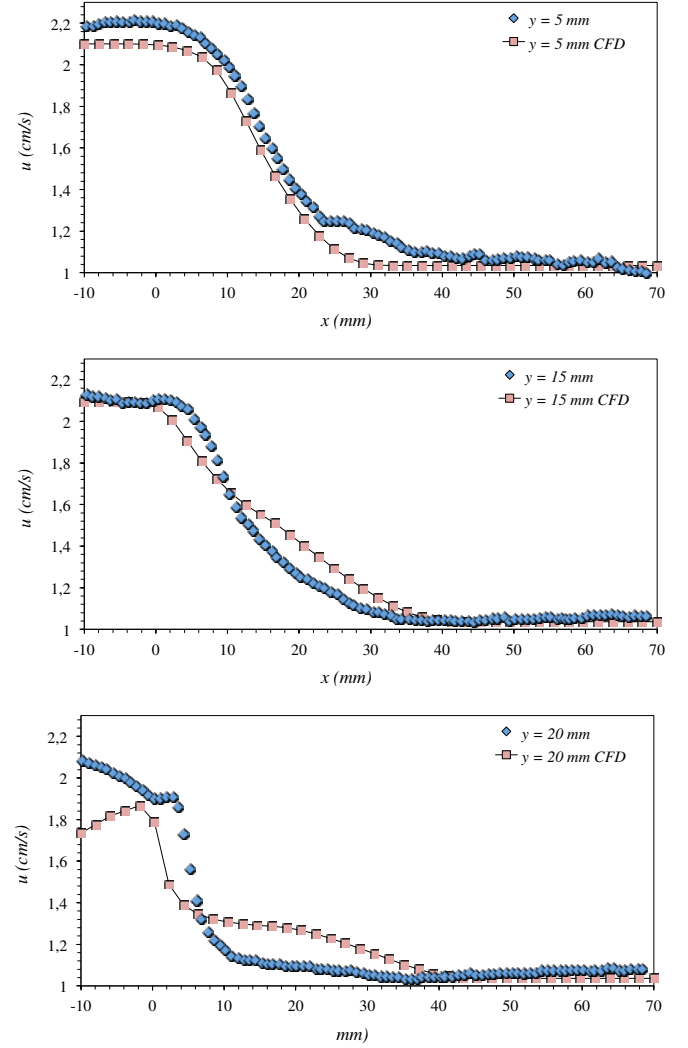 2,2
2
1,8
1,6
1,4
1,2
1
u (cm/s)
y = 5 mm
y = 5 mm CFD
-10 0 10 20 30 40 50 60 70
x (mm)
2,2
2
1,8
1,6
1,4
1,2
1
u (cm/s)
y = 15 mm
y = 15 mm CFD
-10 0 10 20 30 40 50 60 70
x (mm)
2,2
2
1,8
1,6
1,4
1,2
1
u (cm/s)
y = 20 mm
y = 20 mm CFD
-10 0 10 20 30 40 50 60 70
mm)